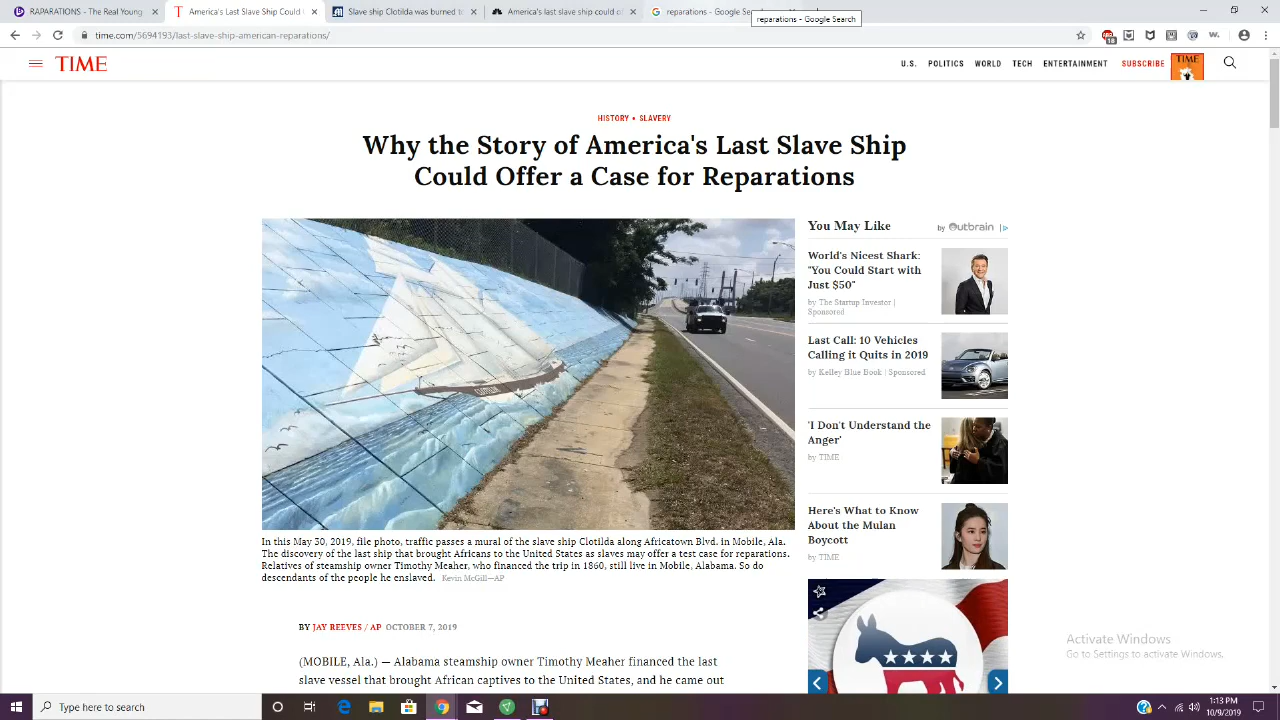 RAPARATIONS - The Real Young
America's Last Slave Ship Could Of
Slave Clotilda was burned to
America's last slave ship could of
reparations - Google Se
reparations - Google Search
time.com/5694193/last-slave-ship-american-reparations/
18
TIME
U.S. POLITICS WORLD TECH ENTERTAINMENT SUBSCRIBE
TIME
HISTORY • SLAVERY
Why the Story of America's Last Slave Ship
Could Offer a Case for Reparations
You May Like
by Outbrain
World's Nicest Shark:
"You Could Start with
Just $50"
by The Startup Investor |
Sponsored
Last Call: 10 Vehicles
Calling it Quits in 2019
by Kelley Blue Book | Sponsored
'I Don't Understand the
Anger'
by TIME
Here's What to Know
About the Mulan
Boycott
by TIME
In this May 30, 2019, file photo, traffic passes a mural of the slave ship Clotilda along Africatown Blvd. in Mobile, Ala.
The discovery of the last ship that brought Africans to the United States as slaves may offer a test case for reparations.
Relatives of steamship owner Timothy Meaher, who financed the trip in 1860, still live in Mobile, Alabama. So do
descendants of the people he enslaved. Kevin McGill—AP
BY JAY REEVES / AP OCTOBER 7, 2019
(MOBILE, Ala.) — Alabama steamship owner Timothy Meaher financed the last
slave vessel that brought African captives to the United States, and he came out
Activate Windows
Go to Settings to activate Windows.
Type here to search
1:13 PM
10/9/2019